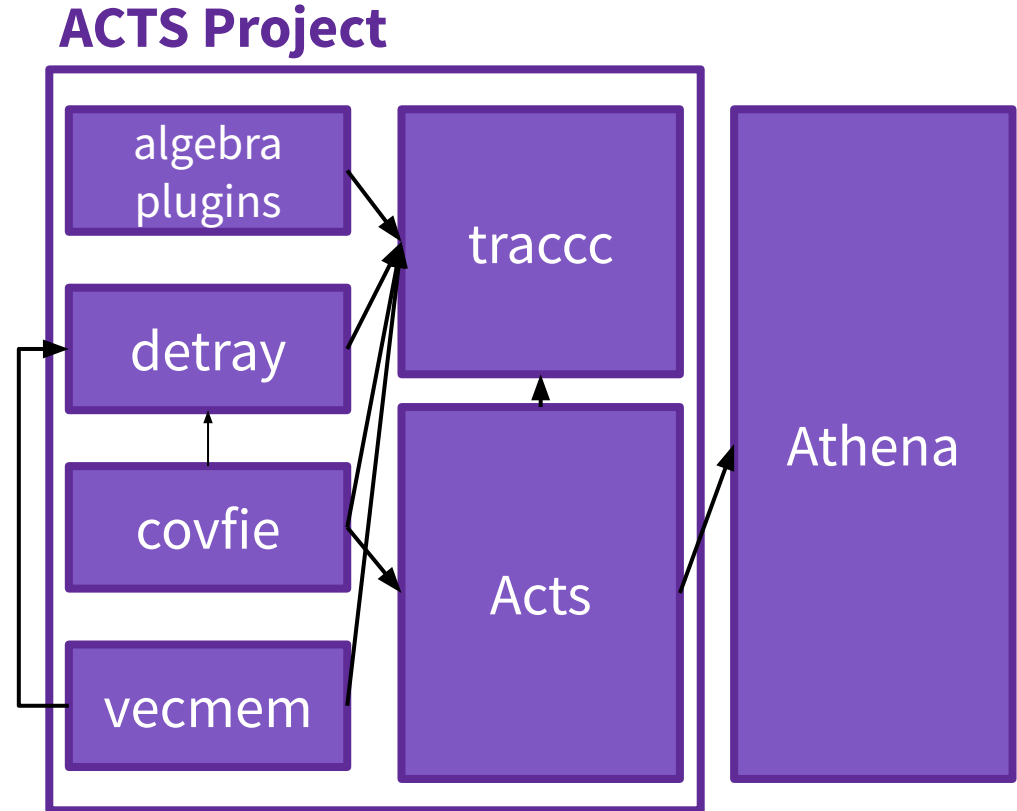 ACTS Project
algebra
plugins
traccc
detray
Athena
covfie
Acts
vecmem